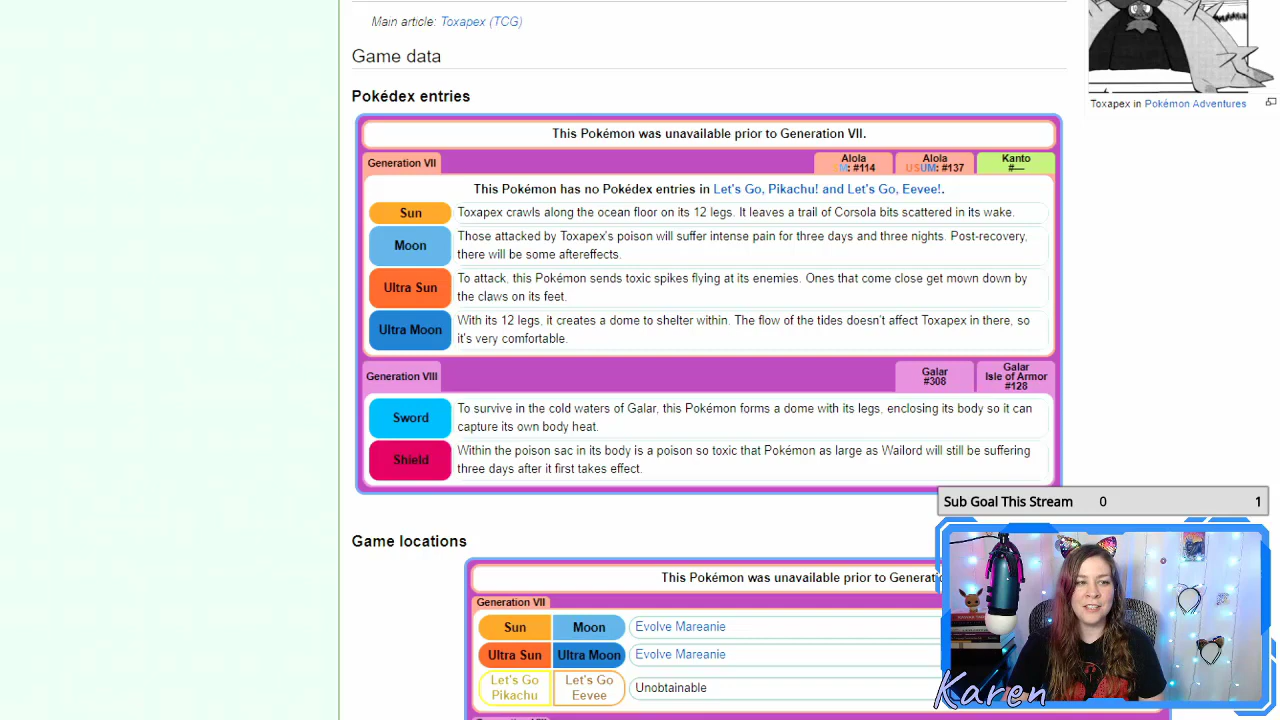 Main article: Toxapex (TCG)
Game data
Toxapex in Pokémon Adventures
Pokédex entries
This Pokémon was unavailable prior to Generation VII.
Generation VII
Alola
M: #114
Alola
USUM: #137
Kanto
#—
This Pokémon has no Pokédex entries in Let's Go, Pikachu! and Let's Go, Eevee!.
Sun
Toxapex crawls along the ocean floor on its 12 legs. It leaves a trail of Corsola bits scattered in its wake.
Moon
Those attacked by Toxapex's poison will suffer intense pain for three days and three nights. Post-recovery,
there will be some aftereffects.
Ultra Sun
To attack, this Pokémon sends toxic spikes flying at its enemies. Ones that come close get mown down by
the claws on its feet.
Ultra Moon
With its 12 legs, it creates a dome to shelter within. The flow of the tides doesn't affect Toxapex in there, so
it's very comfortable.
Generation VIII
Galar
#308
Galar
Isle of Armor
#128
Sword
To survive in the cold waters of Galar, this Pokémon forms a dome with its legs, enclosing its body so it can
capture its own body heat.
Shield
Within the poison sac in its body is a poison so toxic that Pokémon as large as Wailord will still be suffering
three days after it first takes effect.
Sub Goal This Stream 0 1
Game locations
This Pokémon was unavailable prior to Generatio
Generation VII
Sun Moon Evolve Mareanie
Ultra Sun Ultra Moon Evolve Mareanie
Let's Go
Pikachu
Let's Go
Eevee
Unobtainable
Karen